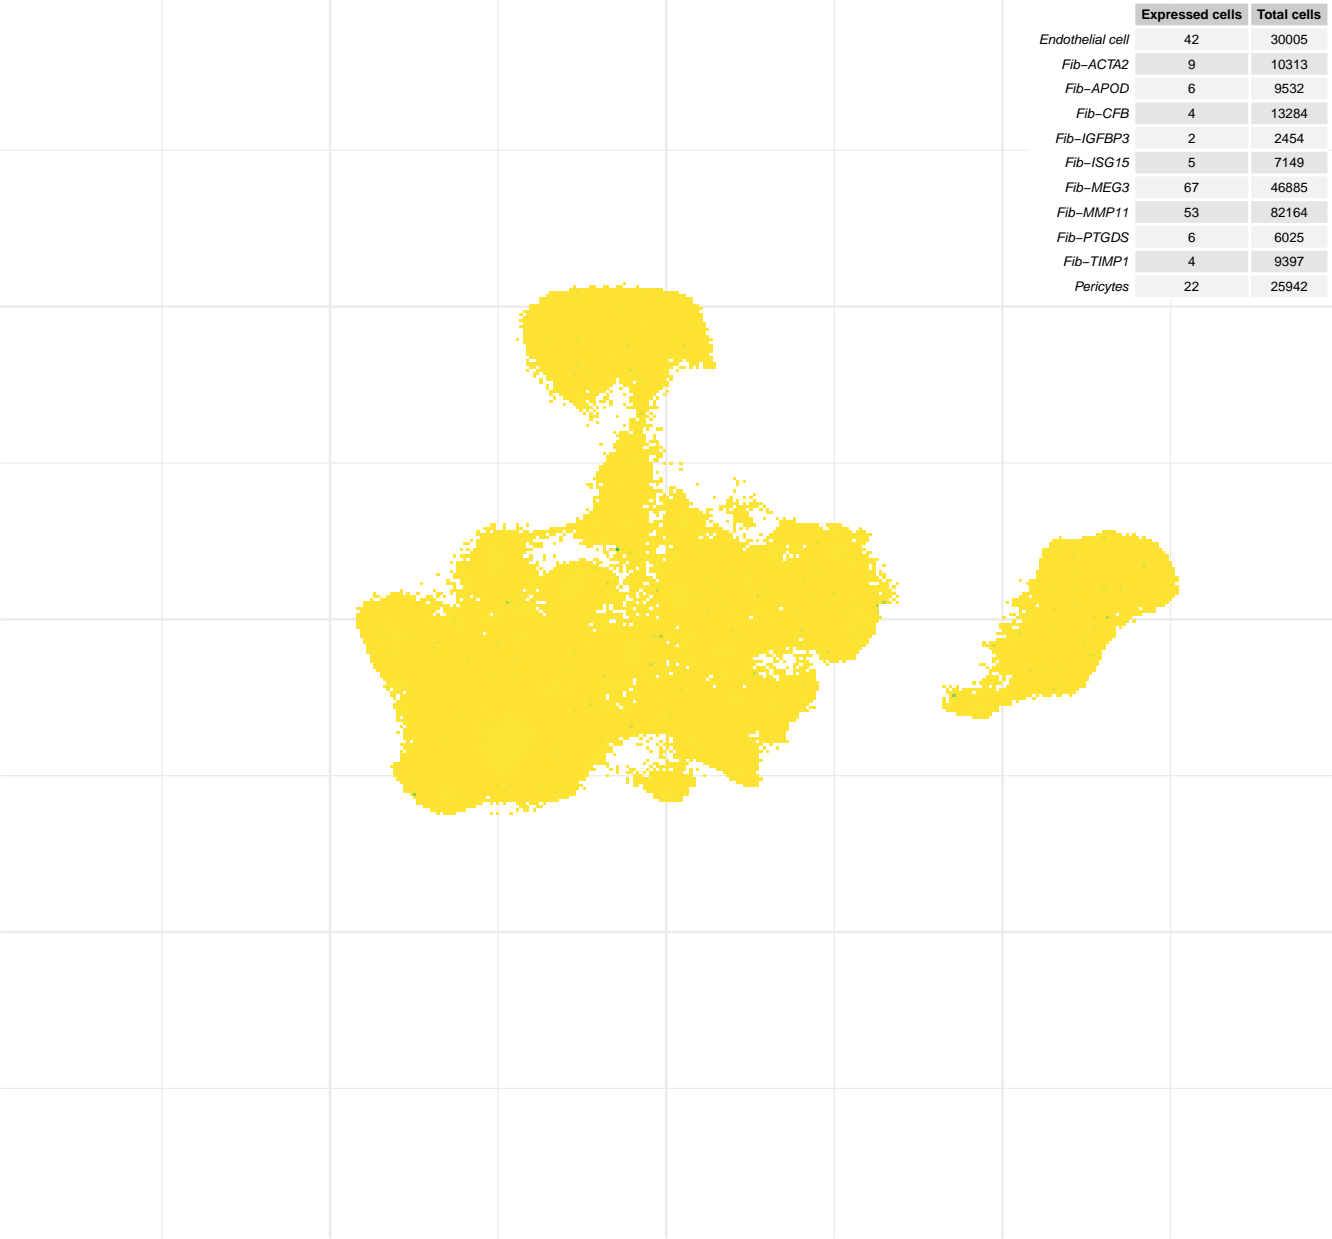 Expressed cells Total cells
Endothelial cell 42 30005
Fib−ACTA2 9 10313
Fib−APOD 6 9532
Fib−CFB 4 13284
Fib−IGFBP3 2 2454
Fib−ISG15 5 7149
Fib−MEG3 67 46885
Fib−MMP11 53 82164
Fib−PTGDS 6 6025
Fib−TIMP1 4 9397
Pericytes 22 25942